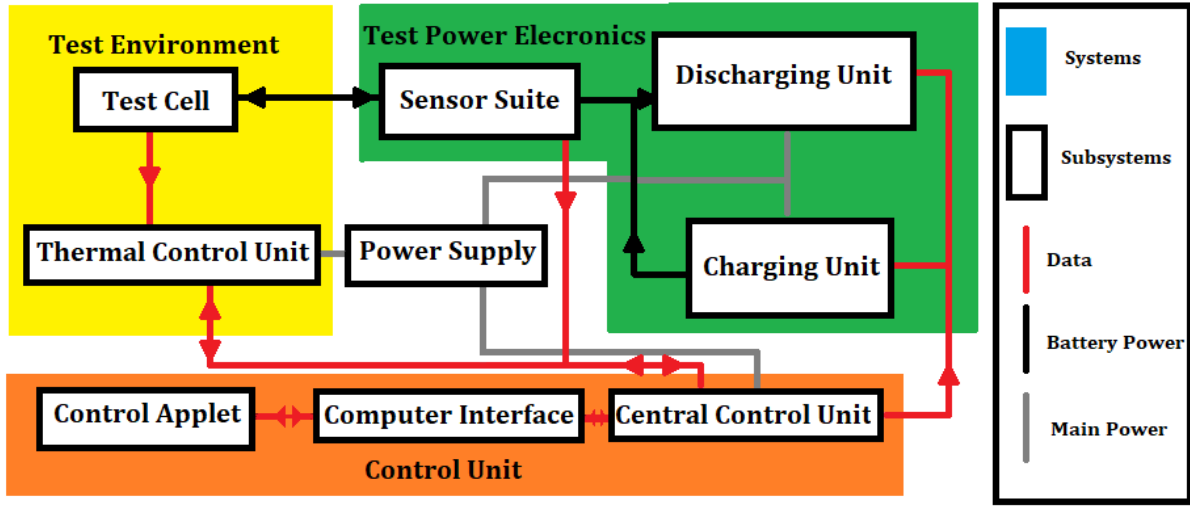 Test Environment
Test Cell
Thermal Control Unit
Power Supply
Test Power Elecronics
Sensor Suite
Discharging Unit
Charging Unit
Control Applet
Computer Interface
Central Control Unit
Control Unit
Systems
Subsystems
Data
Battery Power
Main Power